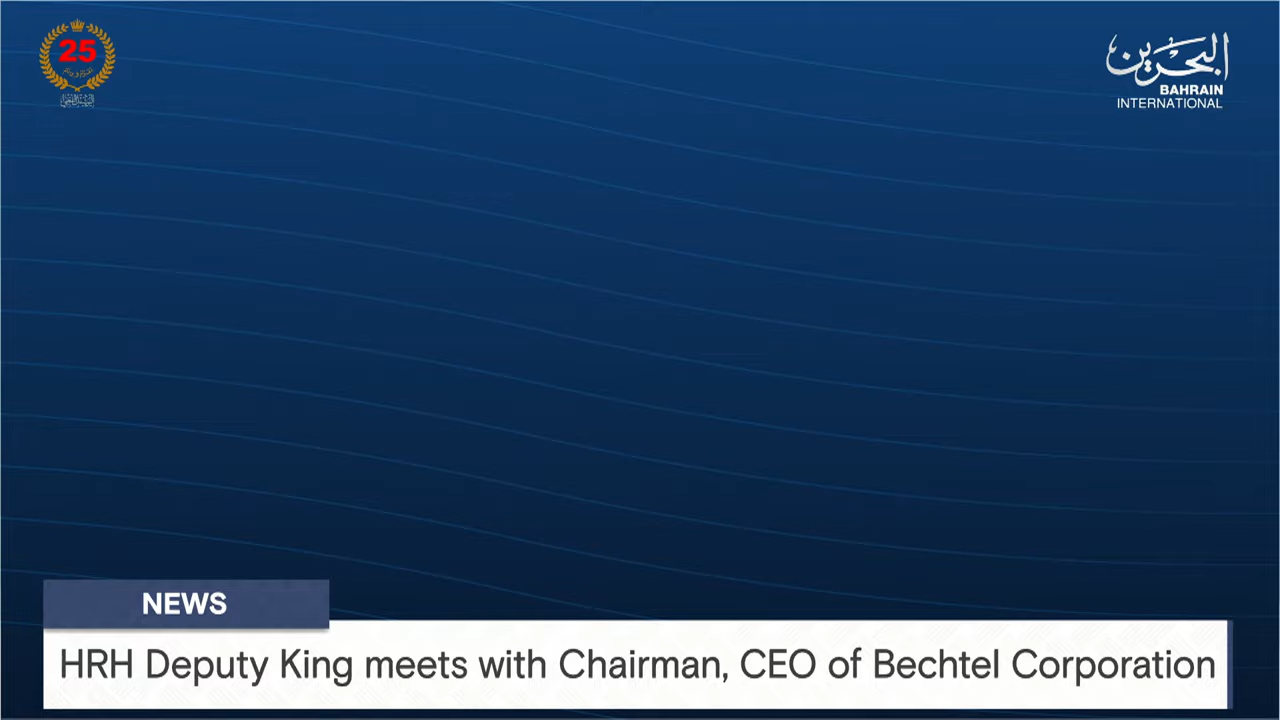 25
البحرين
BAHRAIN
INTERNATIONAL
NEWS
HRH Deputy King meets with Chairman, CEO of Bechtel Corporation